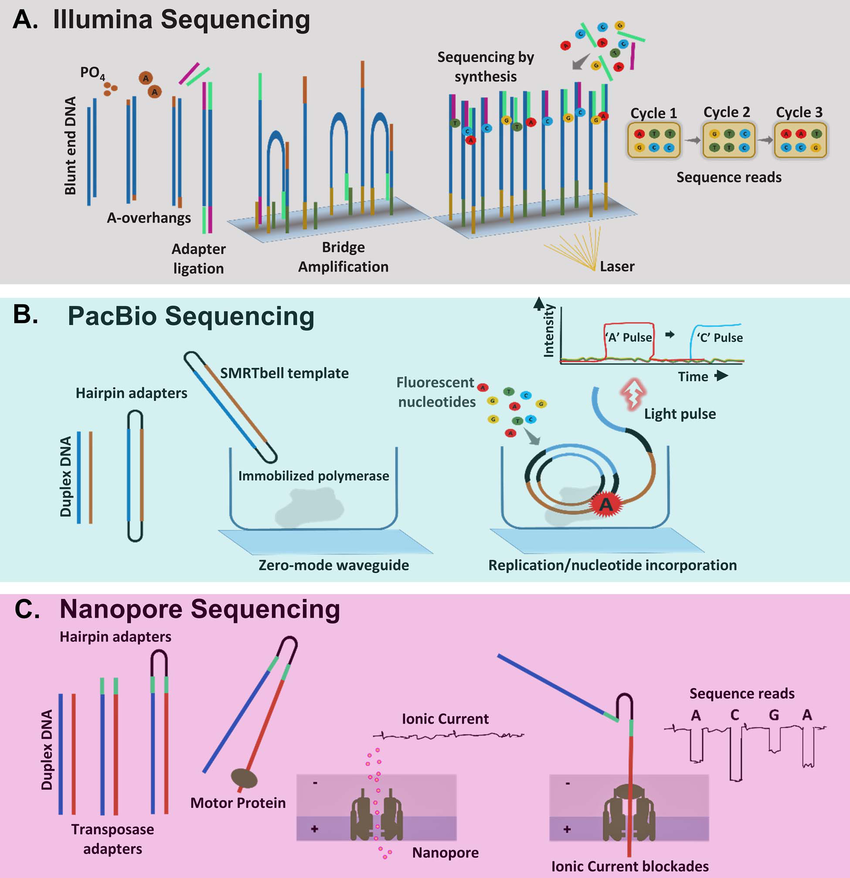 A. Illumina Sequencing
PO4
A
A
Blunt end DNA
A-overhangs
Adapter
ligation
Bridge
Amplification
Sequencing by
synthesis
Laser
Cycle 1
A T T
G C C
Cycle 2
G T C
T T C
Cycle 3
A A T
C C G
Sequence reads
B. PacBio Sequencing
Hairpin adapters
Duplex DNA
SMRTbell template
Immobilized polymerase
Zero-mode waveguide
Fluorescent
nucleotides
A T C
G A G
G T C
A
Intensity
'A' Pulse
'C' Pulse
Time
Light pulse
A
Replication/nucleotide incorporation
C. Nanopore Sequencing
Hairpin adapters
Duplex DNA
Transposase
adapters
Motor Protein
Ionic Current
-
+
Nanopore
-
+
Ionic Current blockades
Sequence reads
A C G A